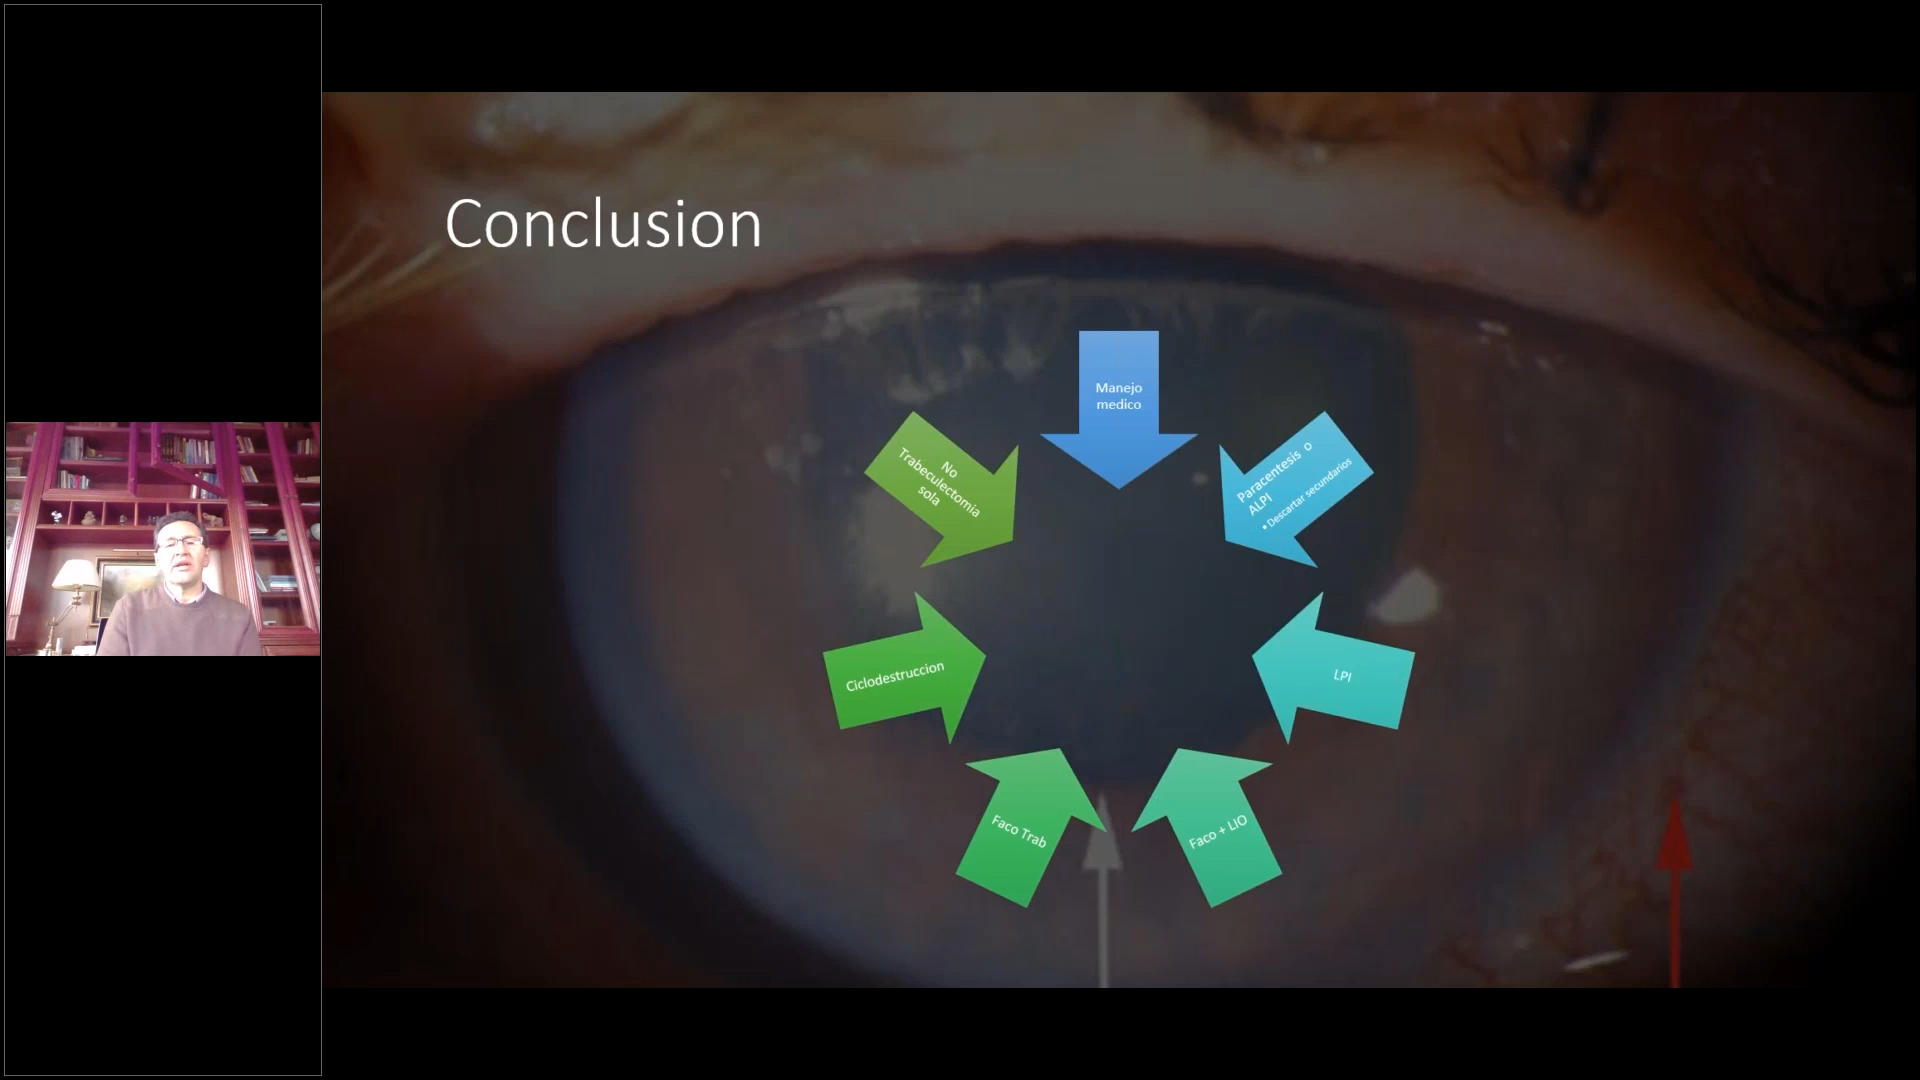 Conclusion
Manejo
medico
Paracentesis o
ALPI
• Descartar secundarios
LPI
Faco + LIO
Faco Trab
Ciclodestruccion
No
Trabeculectomia
sola